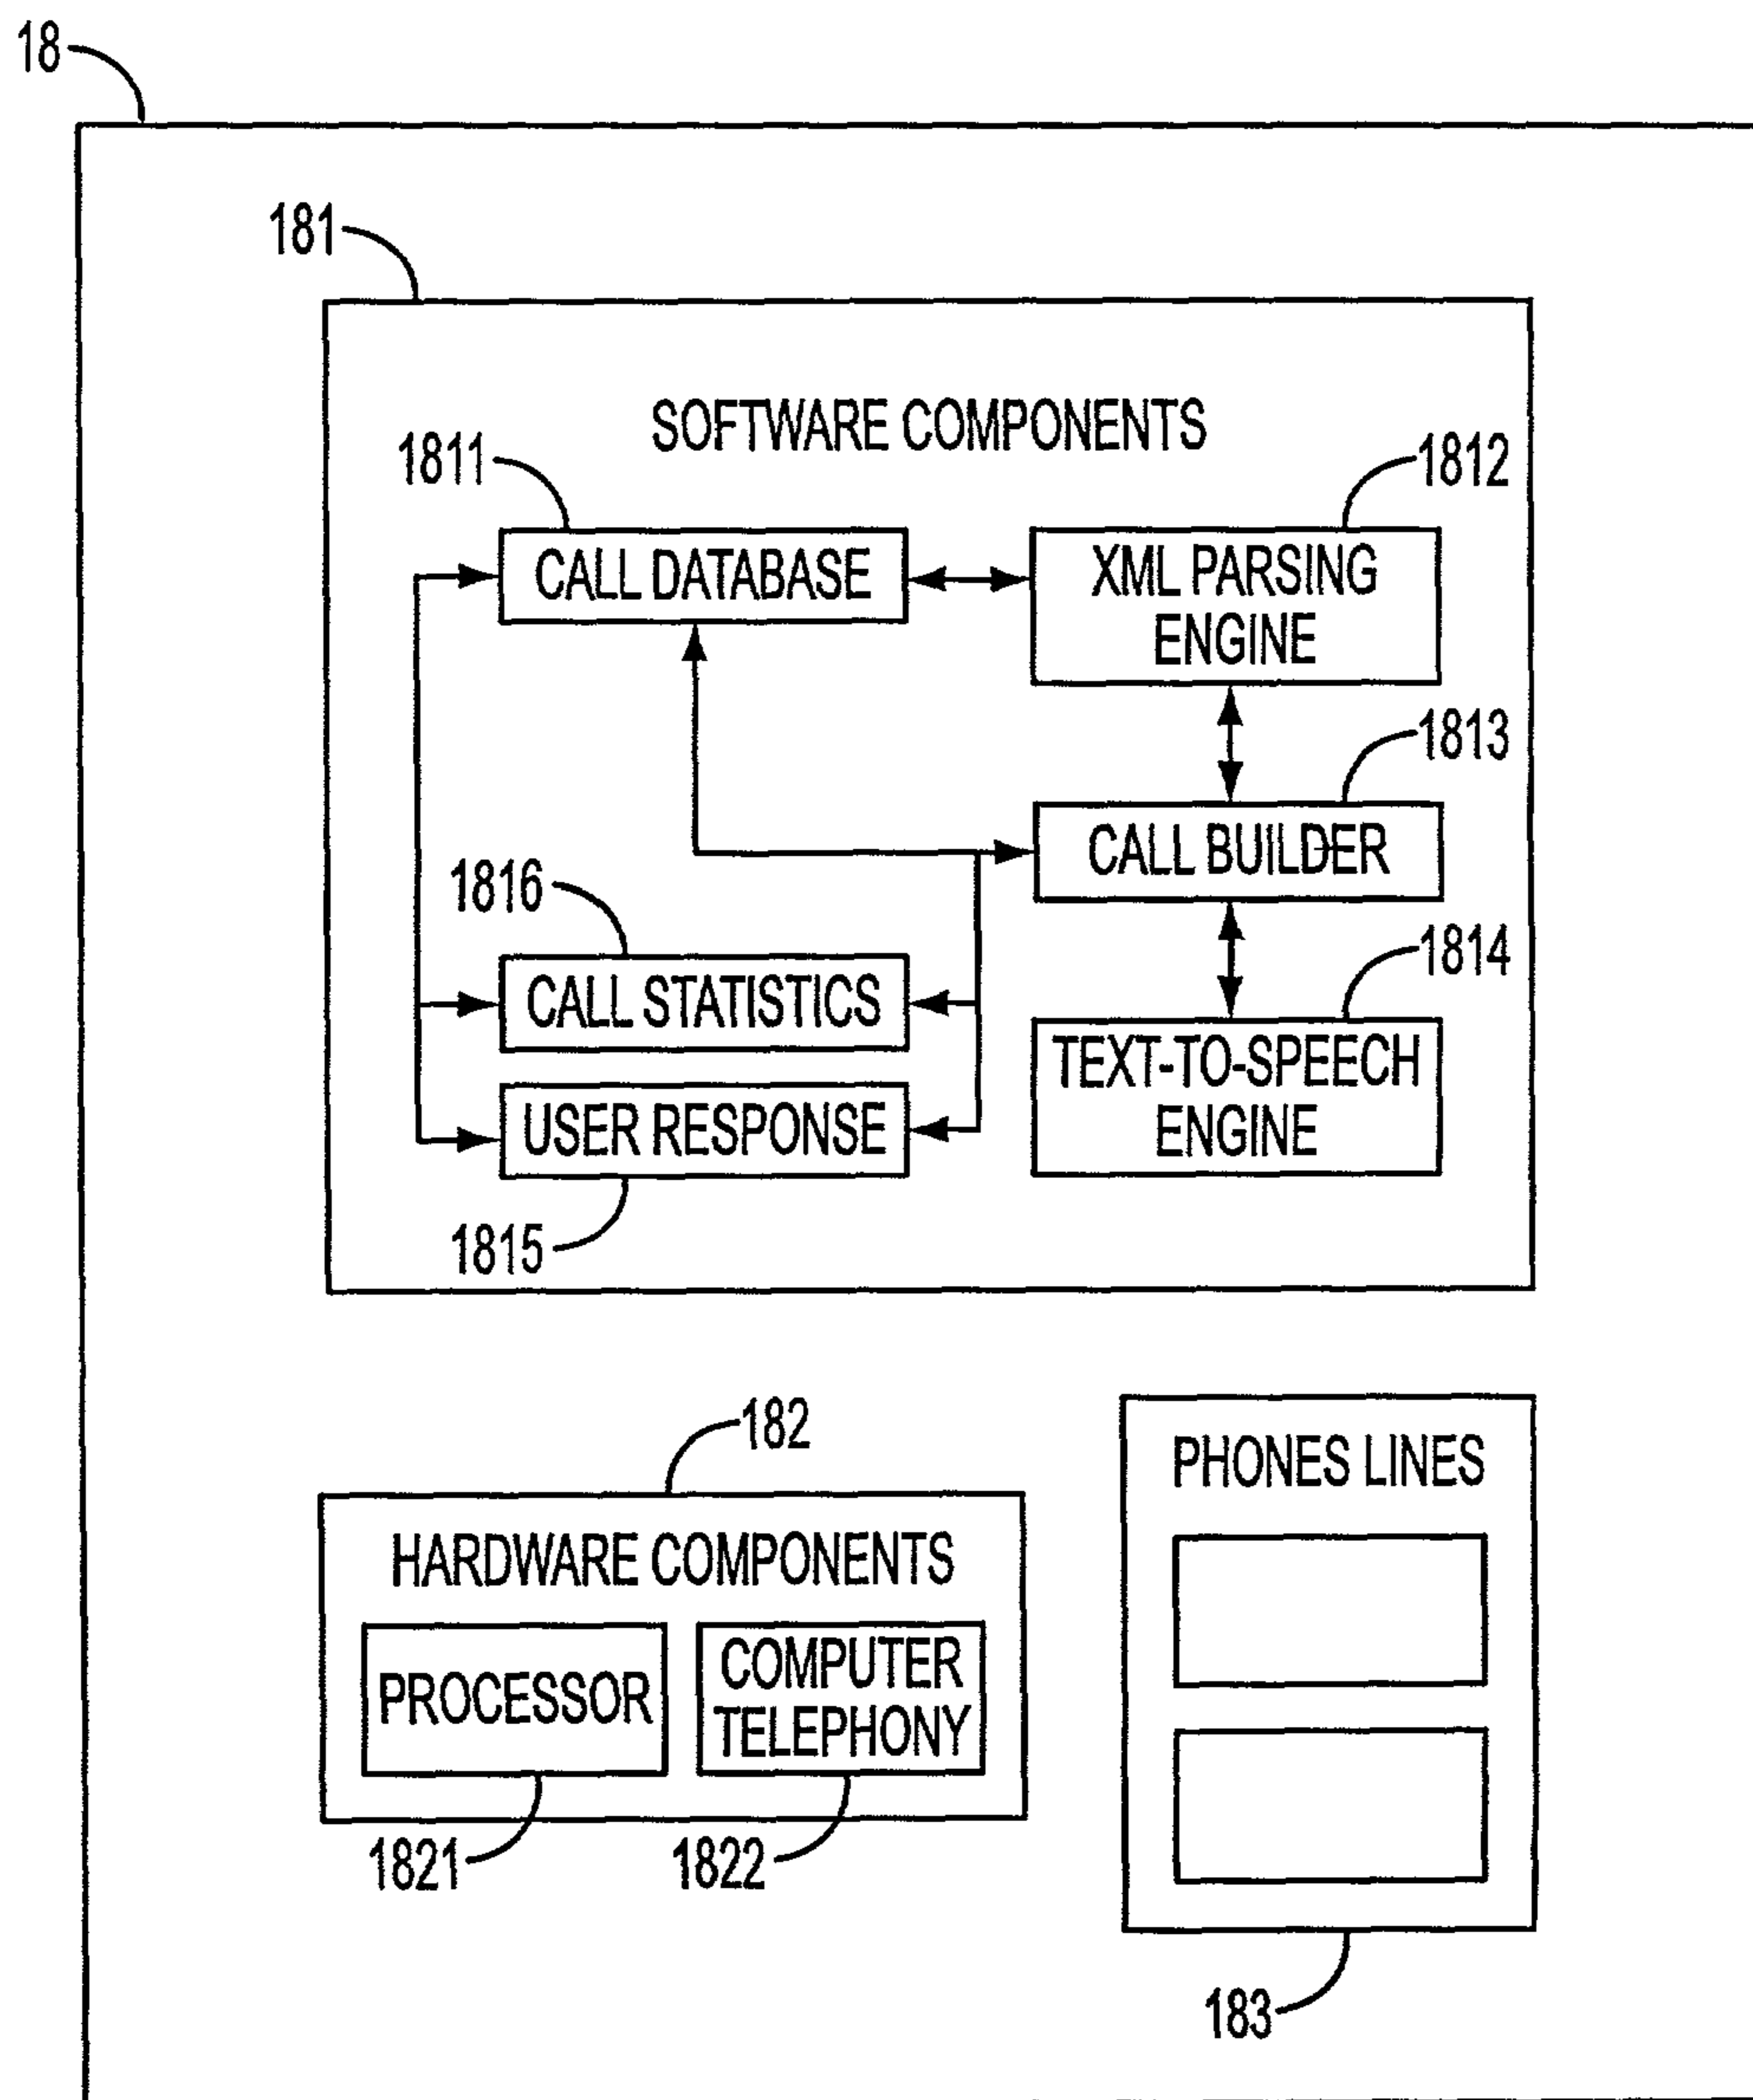 18
181
SOFTWARE COMPONENTS
1811
1812
CALL DATABASE
XML PARSING
ENGINE
1813
CALL BUILDER
1816
1814
CALL STATISTICS
TEXT-TO-SPEECH
ENGINE
USER RESPONSE
1815
182
PHONES LINES
HARDWARE COMPONENTS
PROCESSOR
COMPUTER
TELEPHONY
1821
1822
183